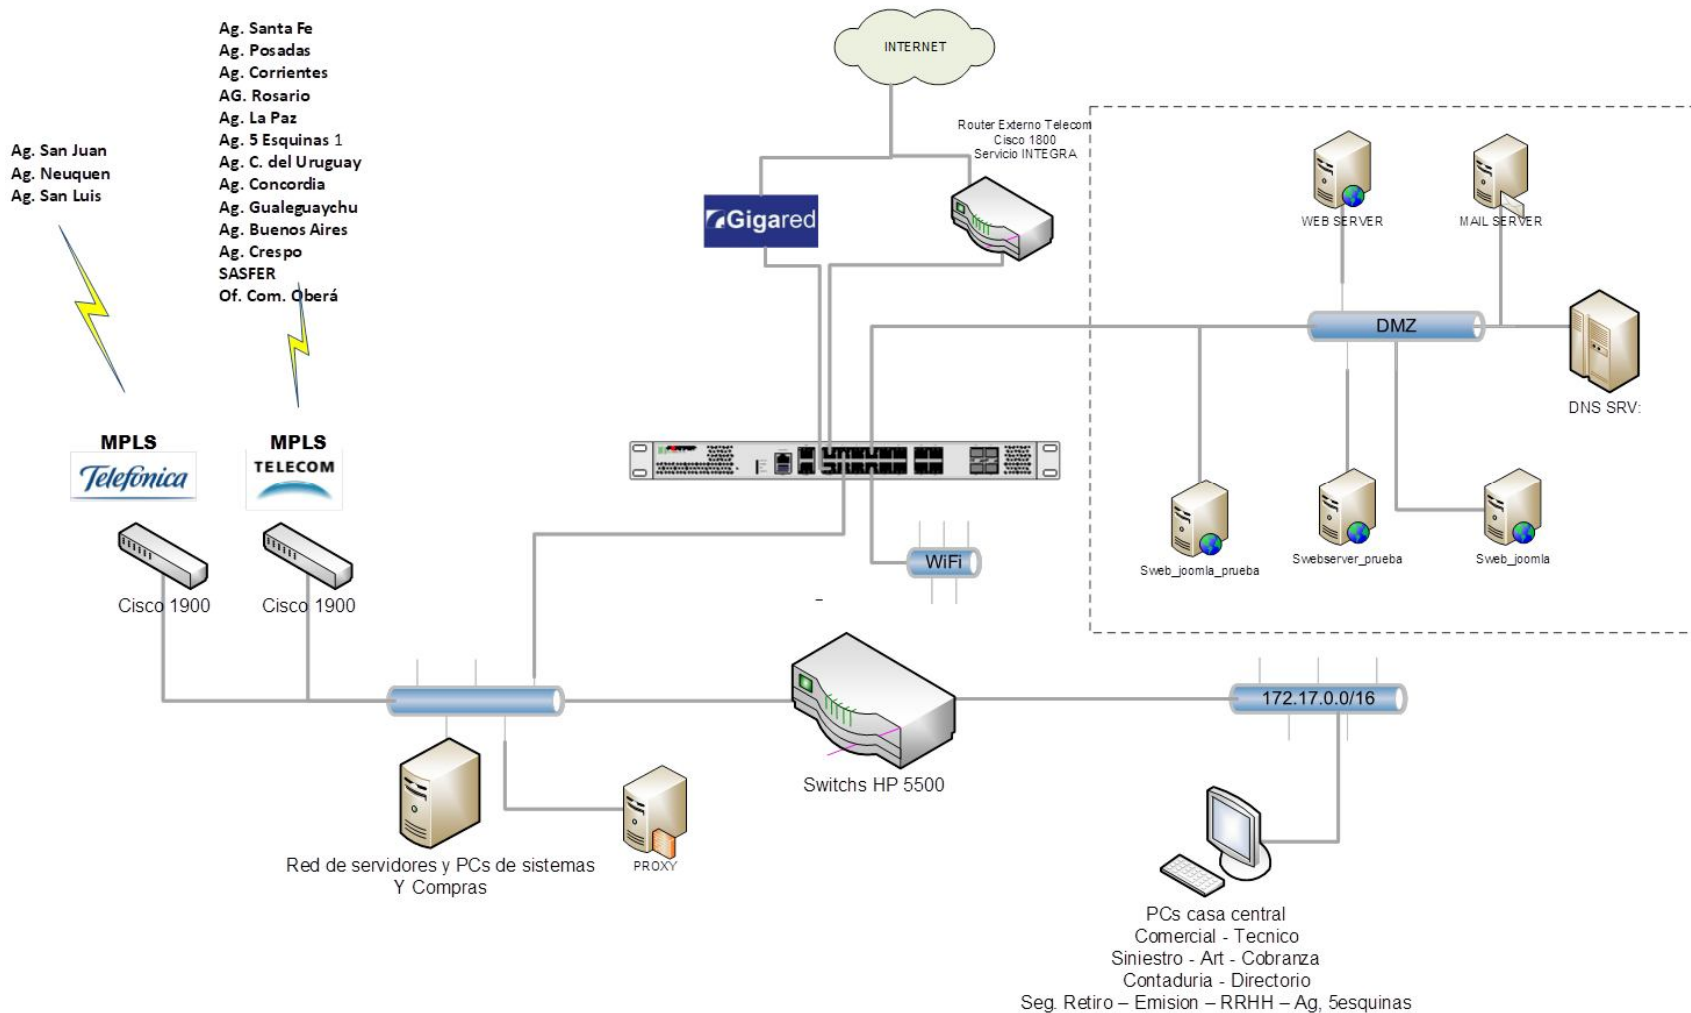 Ag. Santa Fe
Ag. Posadas
Ag. Corrientes
AG. Rosario
Ag. La Paz
Ag. 5 Esquinas 1
Ag. C. del Uruguay
Ag. Concordia
Ag. Gualeguaychu
Ag. Buenos Aires
Ag. Crespo
SASFER
Of. Com. Oberá
Ag. San Juan
Ag. Neuquen
Ag. San Luis
INTERNET
Router Externo Telecom
Cisco 1800
Servicio INTEGRA
Gigared
WEB SERVER
MAIL SERVER
DMZ
DNS SRV:
MPLS
Telefónica
MPLS
TELECOM
Cisco 1900
Cisco 1900
WiFi
–
Sweb_joomla_prueba
Swebserver_prueba
Sweb_joomla
172.17.0.0/16
Switchs HP 5500
Red de servidores y PCs de sistemas
Y Compras
PROXY
PCs casa central
Comercial - Tecnico
Siniestro - Art - Cobranza
Contaduria - Directorio
Seg. Retiro – Emision – RRHH – Ag, 5esquinas